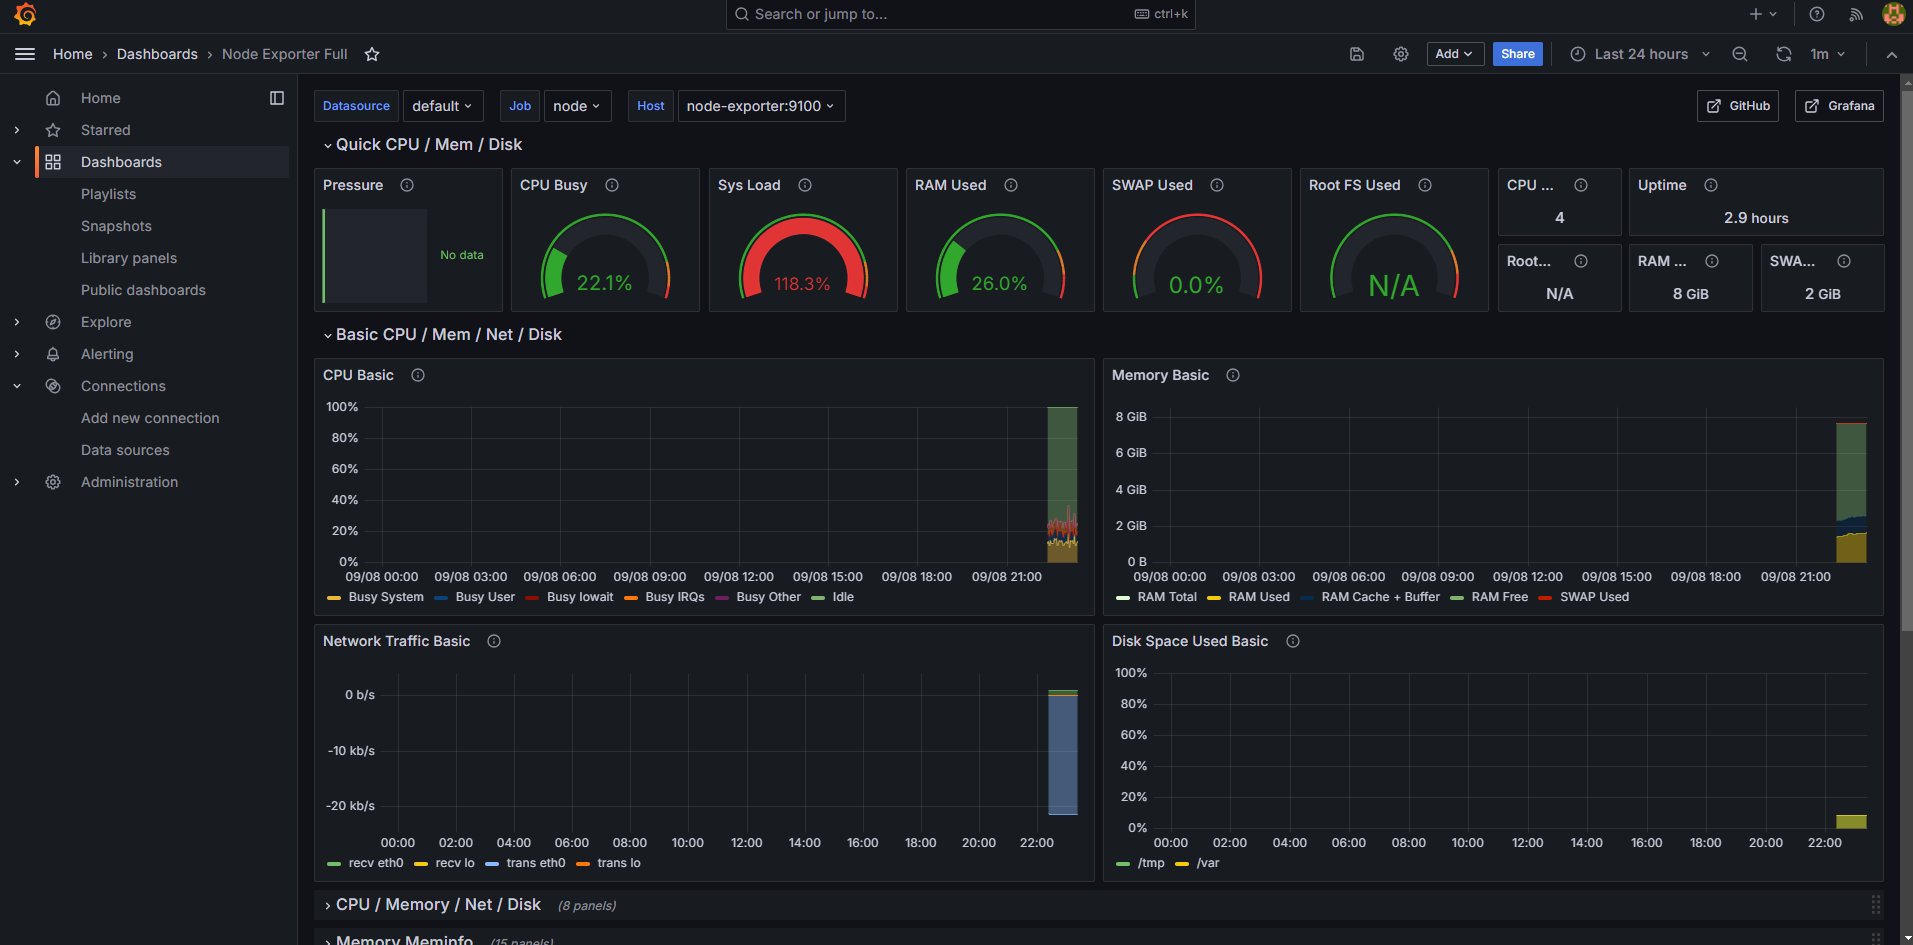 Search or jump to... ctrl+k
Home › Dashboards › Node Exporter Full
Add Share Last 24 hours 1m
Home
Starred
Dashboards
Playlists
Snapshots
Library panels
Public dashboards
Explore
Alerting
Connections
Add new connection
Data sources
Administration
Datasource default Job node Host node-exporter:9100 GitHub Grafana
Quick CPU / Mem / Disk
Pressure
No data
CPU Busy
22.1%
Sys Load
118.3%
RAM Used
26.0%
SWAP Used
0.0%
Root FS Used
N/A
CPU ...
4
Uptime
2.9 hours
Root...
N/A
RAM ...
8 GiB
SWA...
2 GiB
Basic CPU / Mem / Net / Disk
CPU Basic
100%
80%
60%
40%
20%
0%
09/08 00:00 09/08 03:00 09/08 06:00 09/08 09:00 09/08 12:00 09/08 15:00 09/08 18:00 09/08 21:00
Busy System Busy User Busy Iowait Busy IRQs Busy Other Idle
Memory Basic
8 GiB
6 GiB
4 GiB
2 GiB
0 B
09/08 00:00 09/08 03:00 09/08 06:00 09/08 09:00 09/08 12:00 09/08 15:00 09/08 18:00 09/08 21:00
RAM Total RAM Used RAM Cache + Buffer RAM Free SWAP Used
Network Traffic Basic
0 b/s
-10 kb/s
-20 kb/s
00:00 02:00 04:00 06:00 08:00 10:00 12:00 14:00 16:00 18:00 20:00 22:00
recv eth0 recv lo trans eth0 trans lo
Disk Space Used Basic
100%
80%
60%
40%
20%
0%
00:00 02:00 04:00 06:00 08:00 10:00 12:00 14:00 16:00 18:00 20:00 22:00
/tmp /var
CPU / Memory / Net / Disk (8 panels)
Memory Meminfo (15 panels)